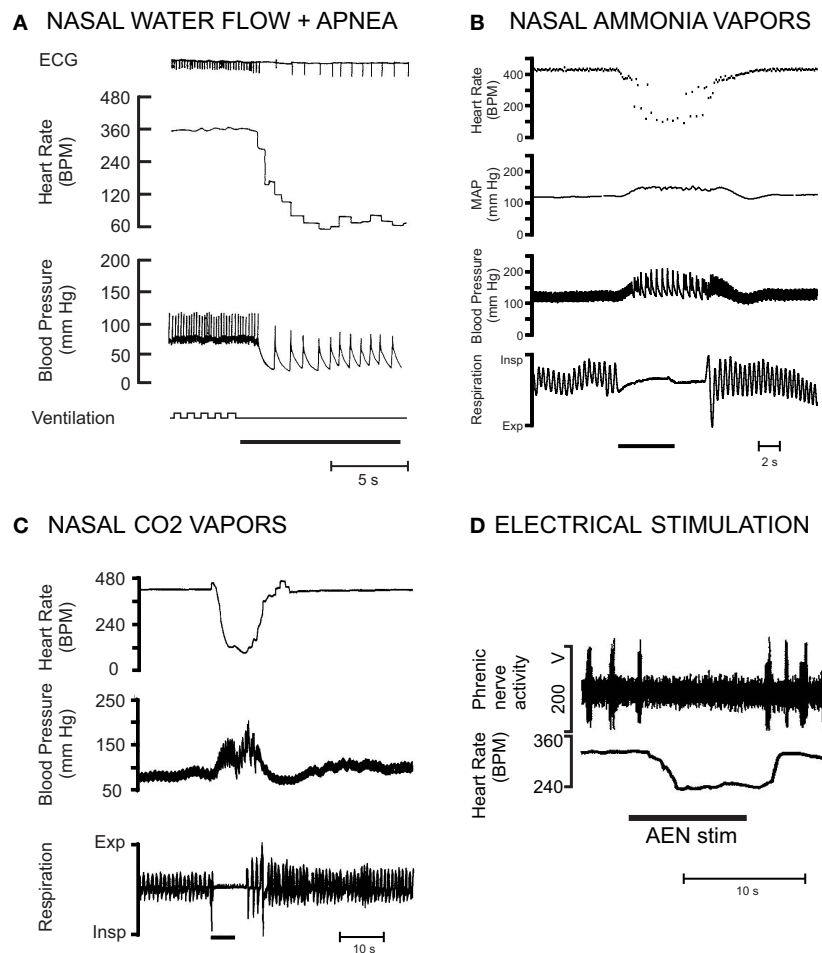 A NASAL WATER FLOW + APNEA
ECG
480
360
240
120
60
Heart Rate
(BPM)
200
150
100
50
0
Blood Pressure
(mm Hg)
Ventilation
5 s
B NASAL AMMONIA VAPORS
400
200
100
0
Heart Rate
(BPM)
200
100
0
MAP
(mm Hg)
200
100
0
Blood Pressure
(mm Hg)
Insp
Respiration
Exp
2 s
C NASAL CO2 VAPORS
480
240
0
Heart Rate
(BPM)
250
150
50
Blood Pressure
(mm Hg)
Exp
Respiration
Insp
10 s
D ELECTRICAL STIMULATION
Phrenic
nerve
activity
200 V
360
240
Heart Rate
(BPM)
AEN stim
10 s